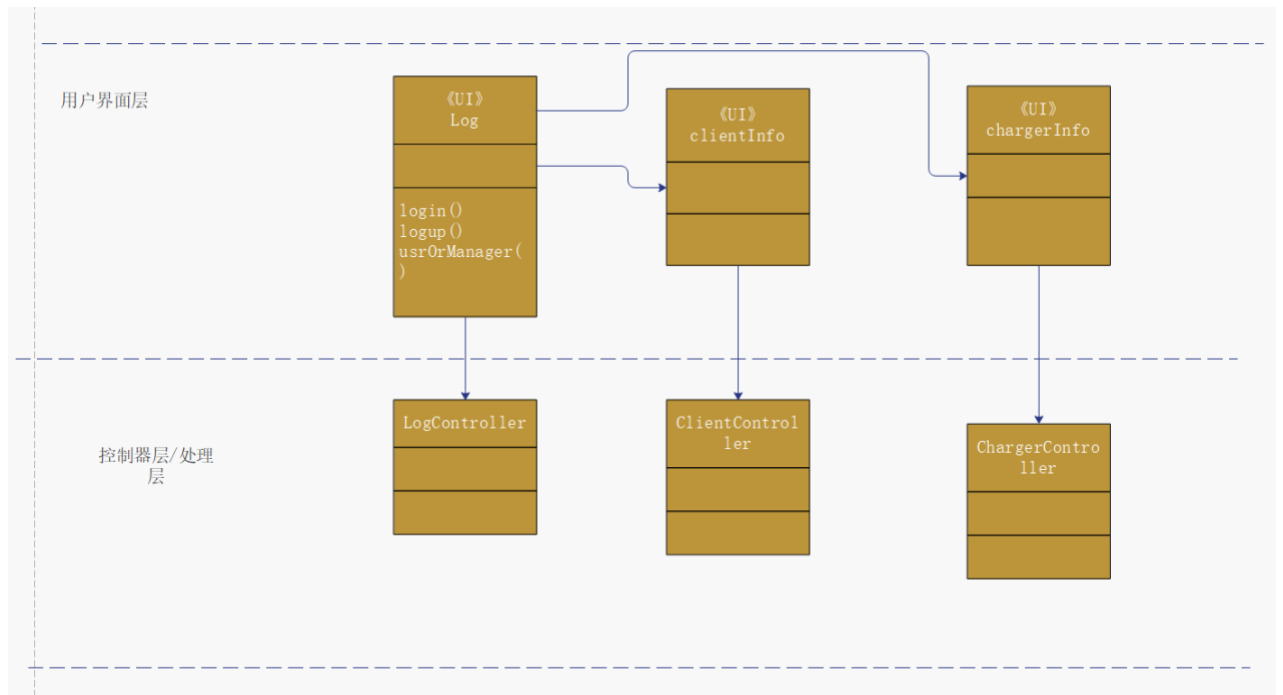 用户界面层
《UI》
Log
login()
logup()
usrOrManager(
)
《UI》
clientInfo
《UI》
chargerInfo
控制器层/处理
层
LogController
ClientControl
ler
ChargerContro
ller